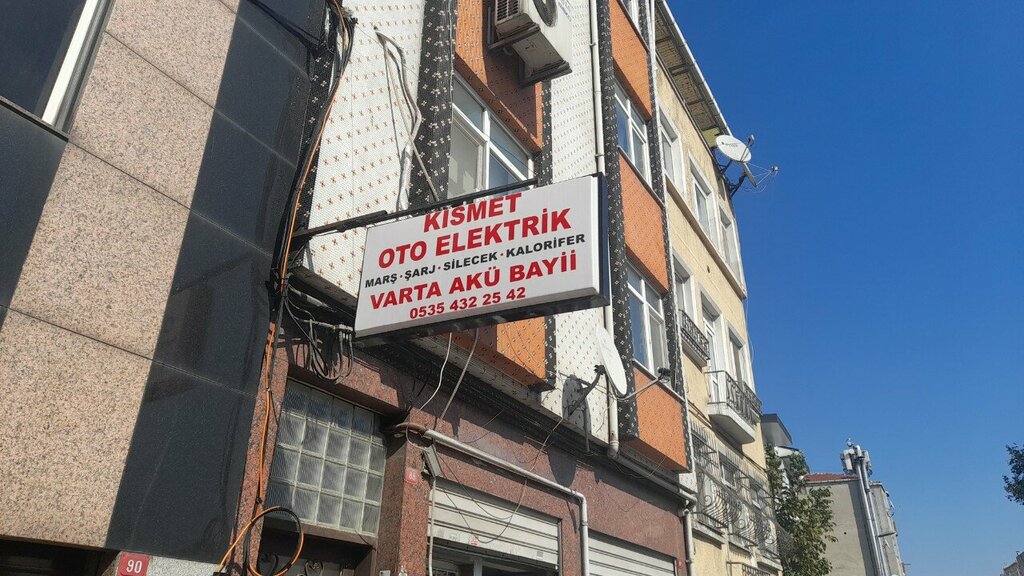 KISMET
OTO ELEKTRİK
MARŞ · ŞARJ · SİLECEK · KALORİFER
VARTA AKÜ BAYİİ
0535 432 25 42
90